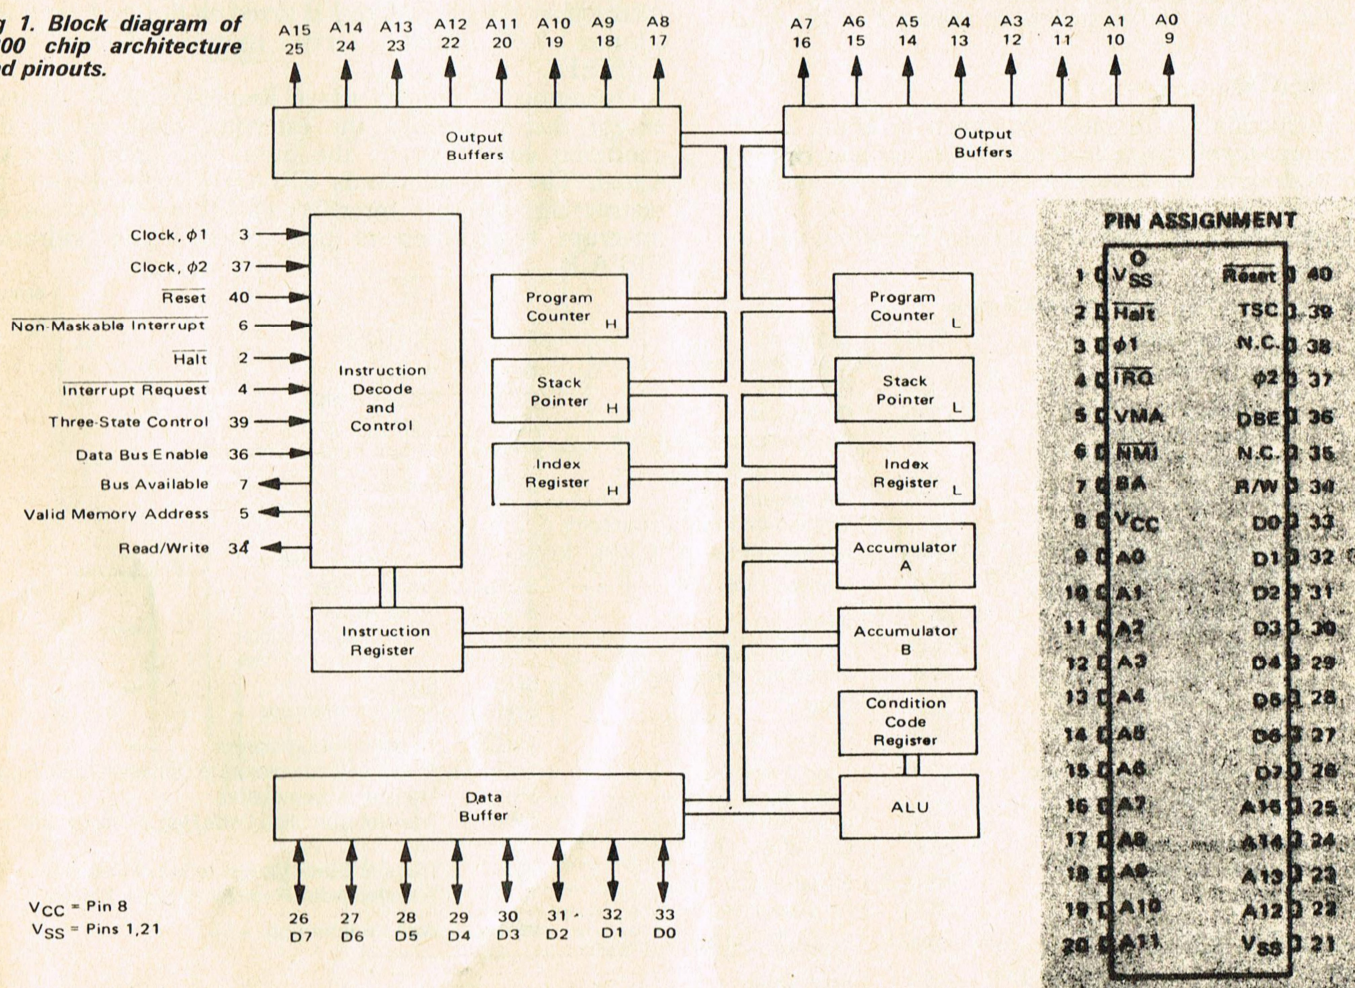 g 1. Block diagram of
00 chip architecture
d pinouts.
A15 A14 A13 A12 A11 A10 A9 A8
25 24 23 22 20 19 18 17
A7 A6 A5 A4 A3 A2 A1 A0
16 15 14 13 12 11 10 9
Output
Buffers
Output
Buffers
Clock, ϕ1 3
Clock, ϕ2 37
Reset 40
Non-Maskable Interrupt 6
Halt 2
Interrupt Request 4
Three-State Control 39
Data Bus Enable 36
Bus Available 7
Valid Memory Address 5
Read/Write 34
Instruction
Decode
and
Control
Program
Counter H
Program
Counter L
Stack
Pointer H
Stack
Pointer L
Index
Register H
Index
Register L
Accumulator
A
Accumulator
B
Instruction
Register
Condition
Code
Register
ALU
Data
Buffer
26 27 28 29 30 31 32 33
D7 D6 D5 D4 D3 D2 D1 D0
VCC = Pin 8
VSS = Pins 1,21
PIN ASSIGNMENT
1 VSS Reset 40
2 Halt TSC 39
3 ϕ1 N.C. 38
4 IRQ ϕ2 37
5 VMA DBE 36
6 NMI N.C. 35
7 BA R/W 34
8 VCC D0 33
9 A0 D1 32
10 A1 D2 31
11 A2 D3 30
12 A3 D4 29
13 A4 D5 28
14 A5 D6 27
15 A6 D7 26
16 A7 A15 25
17 A8 A14 24
18 A9 A13 23
19 A10 A12 22
20 A11 VSS 21